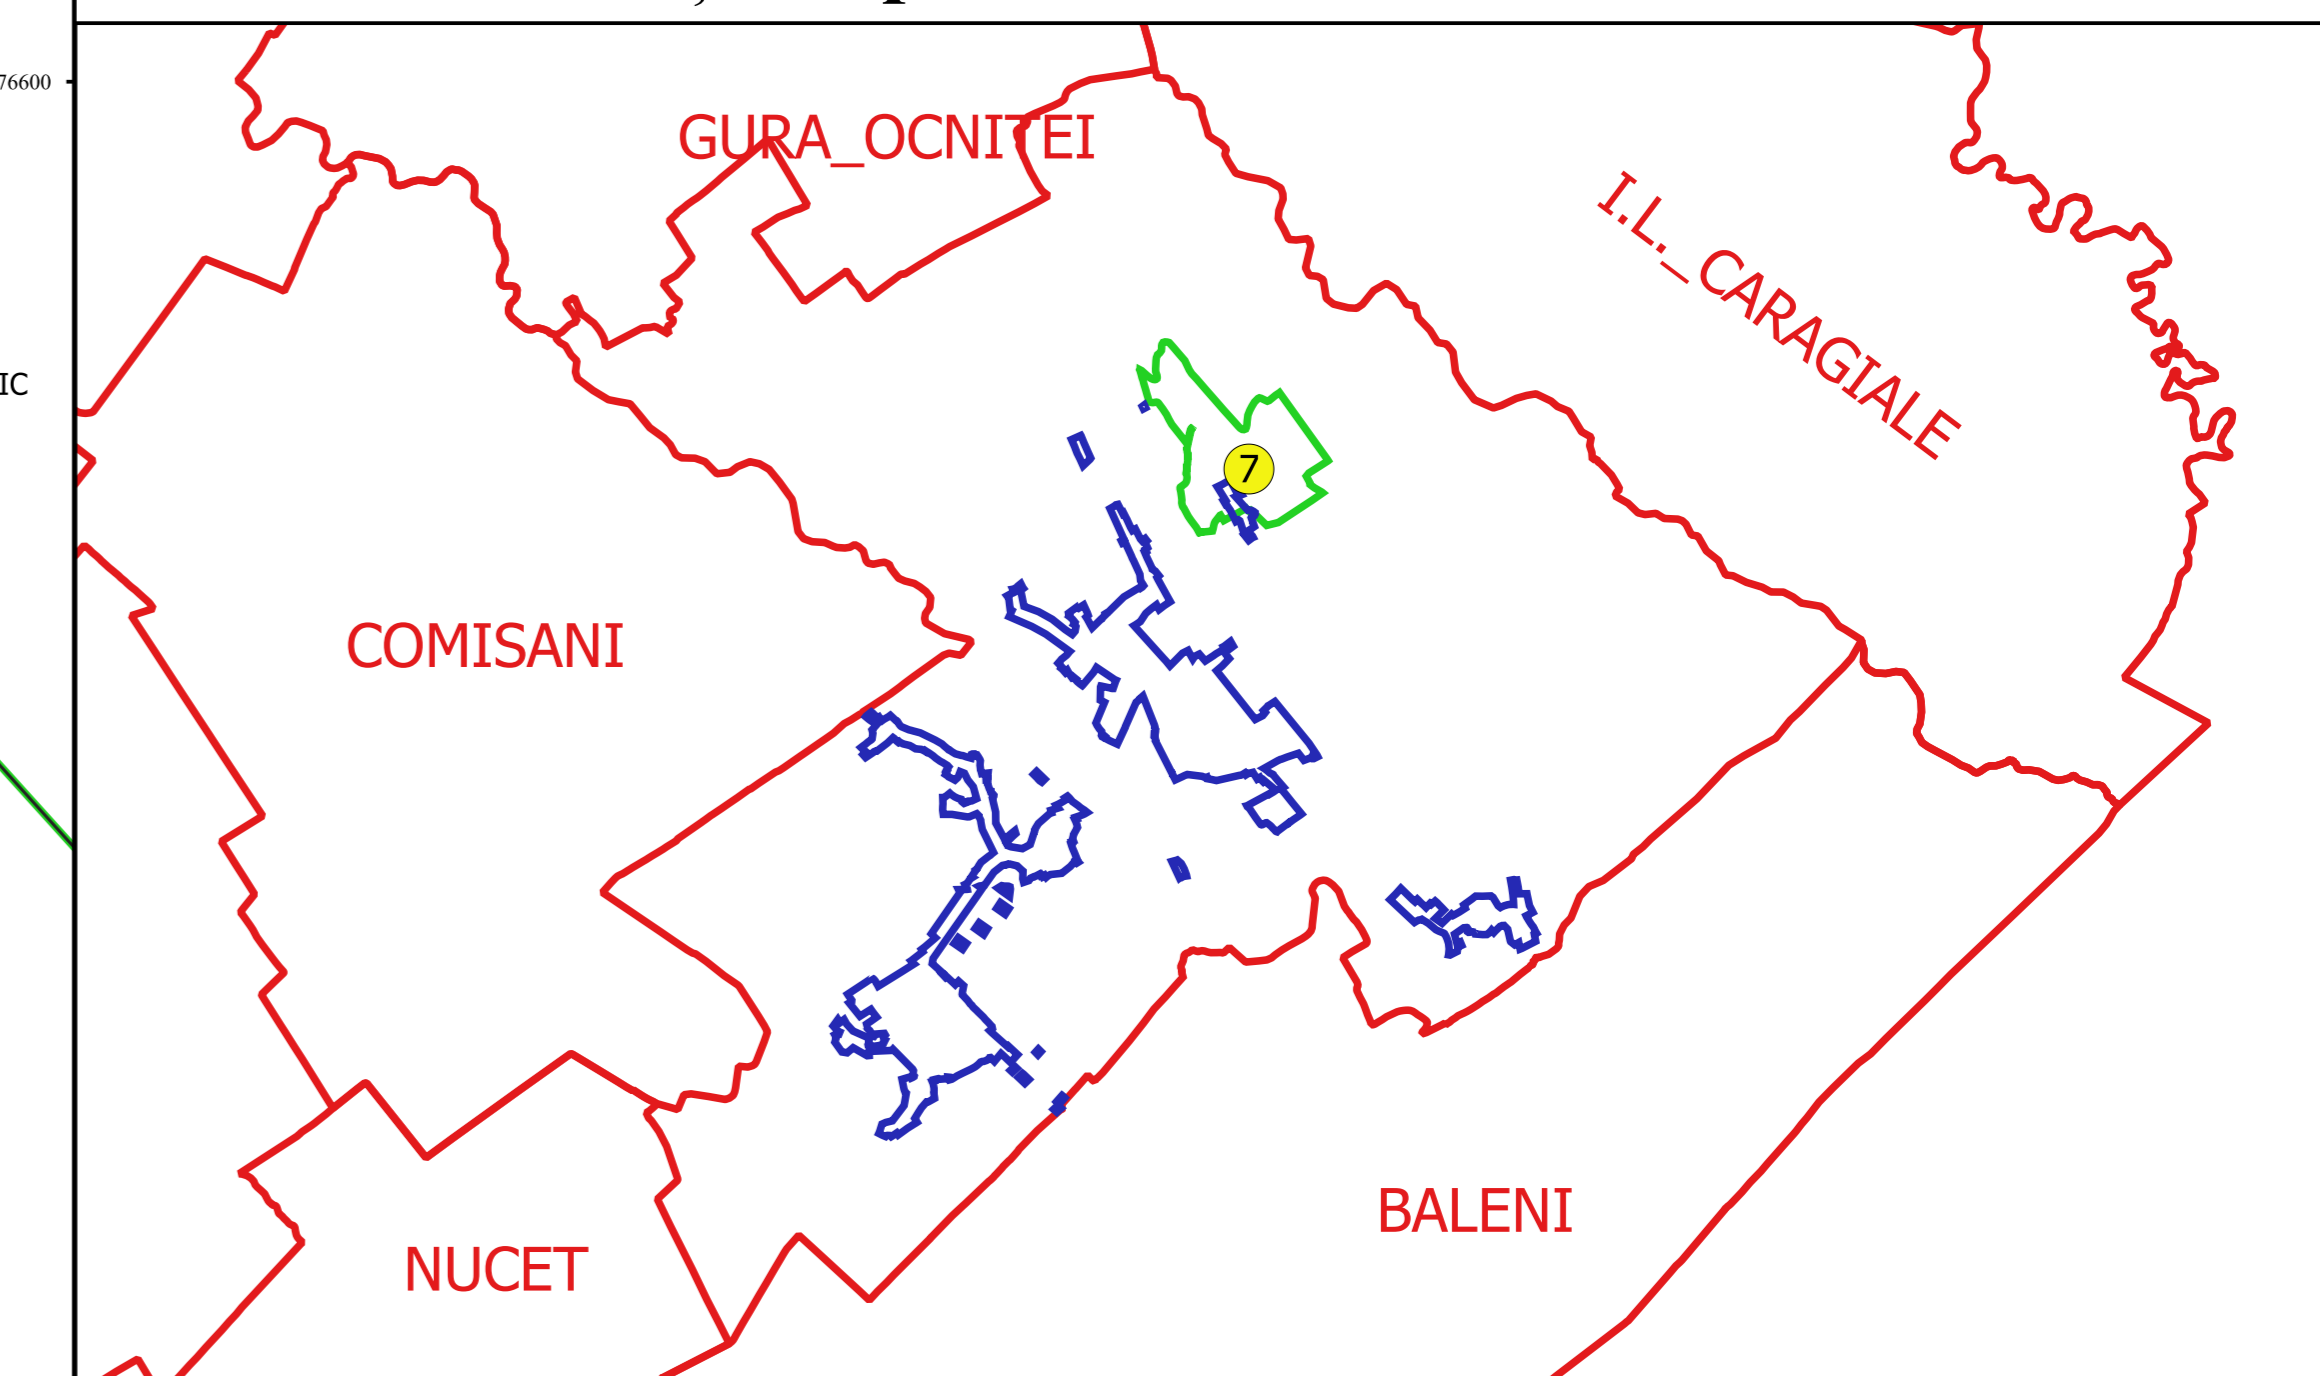 76600
GURA_OCNITEI
I.L._CARAGIALE
IC
7
COMISANI
BALENI
NUCET